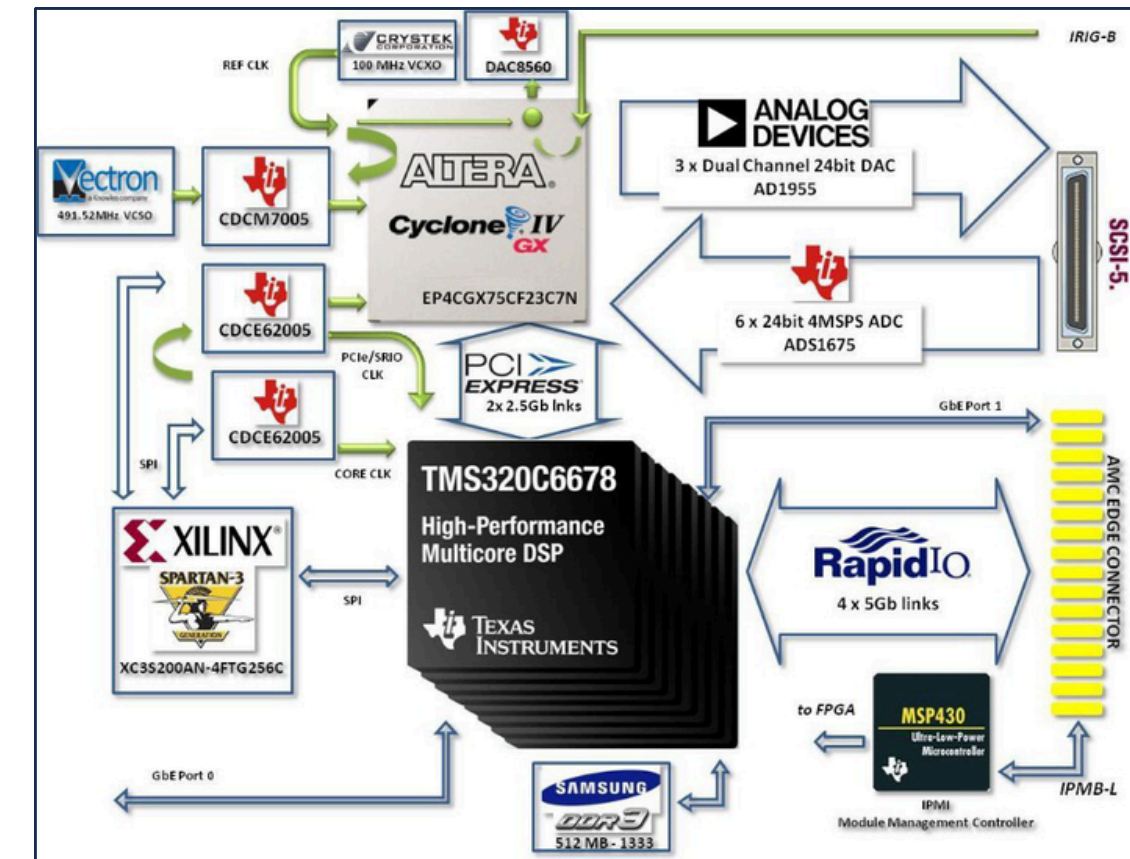 CRYSTEK
CORPORATION
100 MHz VCXO
DAC8560
IRIG-B
REF CLK
ANALOG
DEVICES
3 x Dual Channel 24bit DAC
AD1955
Vectron
a Knowles company
491.52MHz VCSO
CDCM7005
ALTERA®
Cyclone IV
GX
EP4CGX75CF23C7N
SCSI-5.
6 x 24bit 4MSPS ADC
ADS1675
CDCE62005
PCIe/SRIO
CLK
PCI
EXPRESS®
2x 2.5Gb lnks
CDCE62005
SPI
CORE CLK
GbE Port 1
AMC EDGE CONNECTOR
XILINX®
SPARTAN-3
GENERATION
XC3S200AN-4FTG256C
SPI
TMS320C6678
High-Performance
Multicore DSP
TEXAS
INSTRUMENTS
RapidIO
4 x 5Gb links
to FPGA
MSP430
Ultra-Low-Power
Microcontroller
IPMI
Module Management Controller
IPMB-L
GbE Port 0
SAMSUNG
DDR3
512 MB - 1333